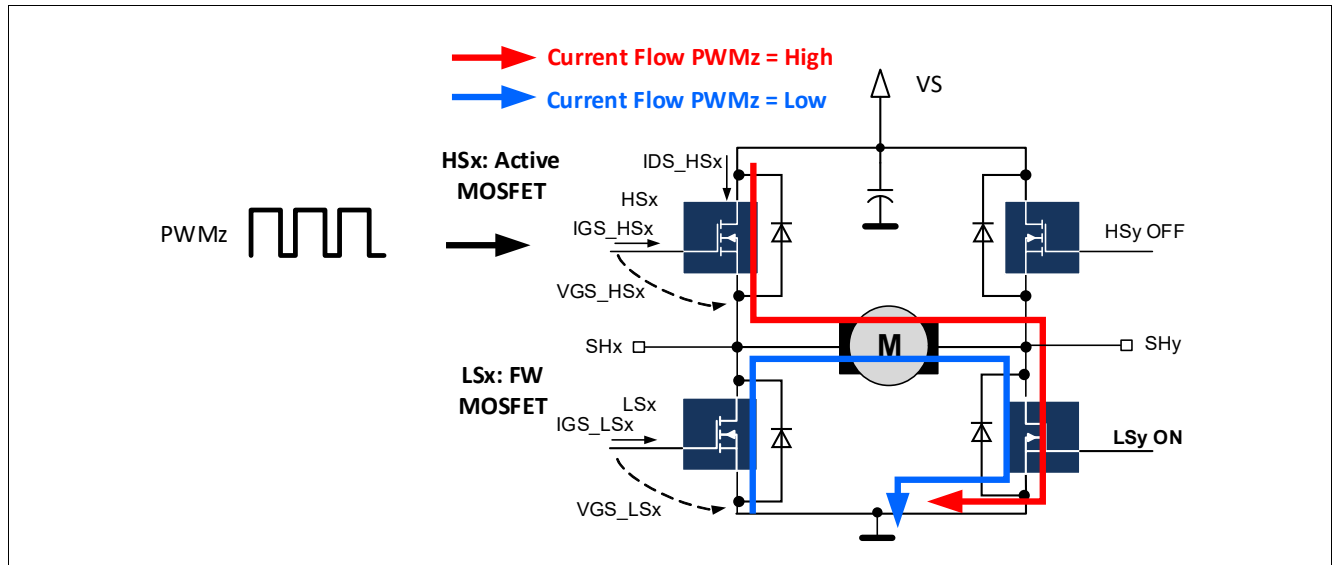 Current Flow PWMz = High
Current Flow PWMz = Low
VS
HSx: Active
MOSFET
IDS_HSx
HSx
PWMz
IGS_HSx
HSy OFF
VGS_HSx
SHx
M
SHy
LSx: FW
MOSFET
LSx
IGS_LSx
LSy ON
VGS_LSx